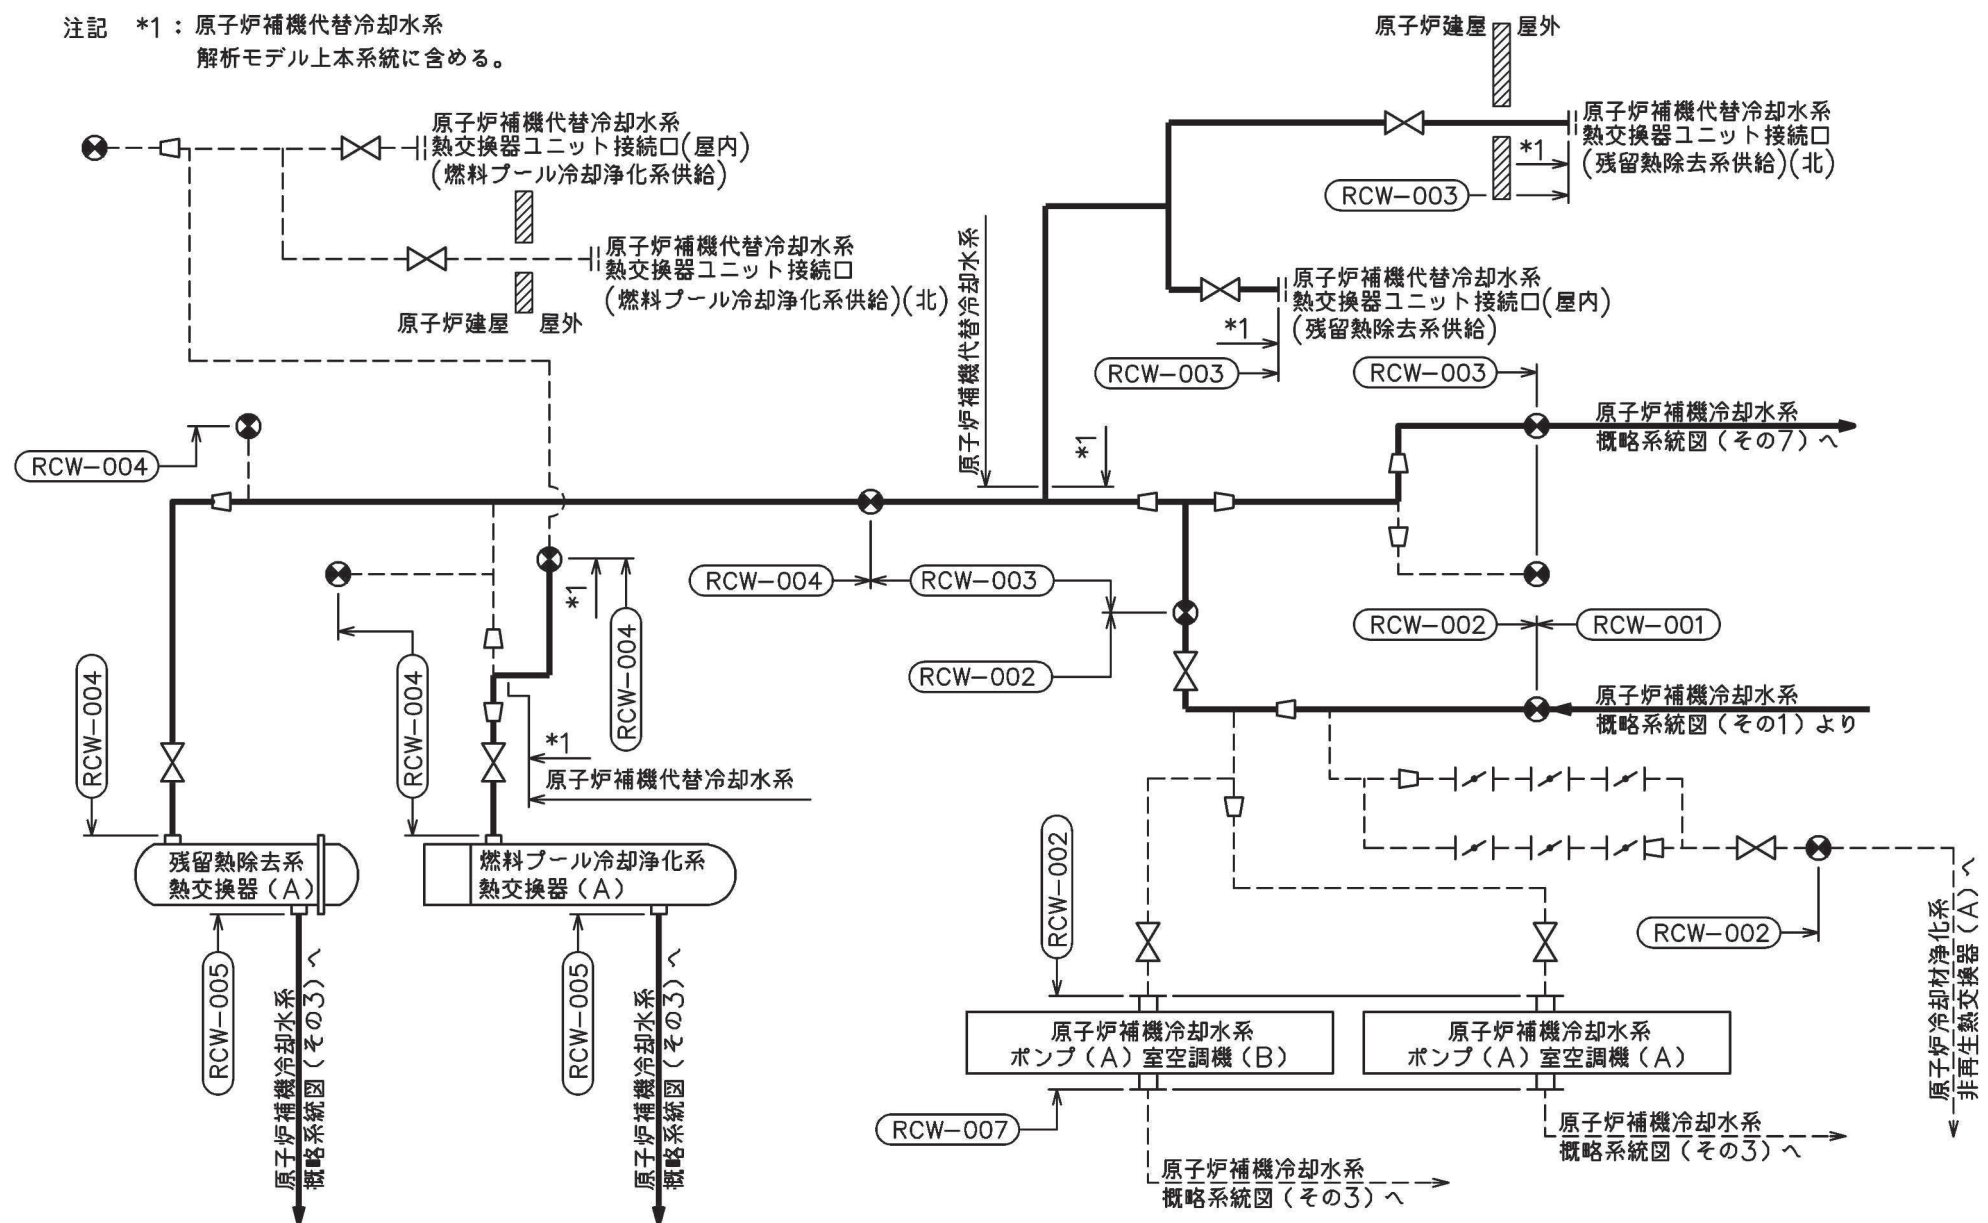 注記 *1：原子炉補機代替冷却水系
解析モデル上本系統に含める。
原子炉建屋 屋外
原子炉補機代替冷却水系
熱交換器ユニット接続口(屋内)
(燃料プール冷却浄化系供給)
原子炉補機代替冷却水系
熱交換器ユニット接続口
(残留熱除去系供給)(北)
*1
RCW-003
原子炉補機代替冷却水系
熱交換器ユニット接続口
(燃料プール冷却浄化系供給)(北)
原子炉建屋 屋外
原子炉補機代替冷却水系
原子炉補機代替冷却水系
熱交換器ユニット接続口(屋内)
(残留熱除去系供給)
*1
RCW-003
RCW-003
原子炉補機冷却水系
概略系統図(その7)へ
*1
RCW-004
RCW-004
RCW-003
*1
RCW-004
RCW-002
RCW-002
RCW-001
原子炉補機冷却水系
概略系統図(その1)より
RCW-004
RCW-004
*1
原子炉補機代替冷却水系
残留熱除去系
熱交換器(A)
燃料プール冷却浄化系
熱交換器(A)
RCW-005
原子炉補機冷却水系
概略系統図(その3)へ
RCW-005
原子炉補機冷却水系
概略系統図(その3)へ
RCW-002
RCW-002
原子炉冷却材浄化系
非再生熱交換器(A)へ
原子炉補機冷却水系
ポンプ(A)室空調機(B)
原子炉補機冷却水系
ポンプ(A)室空調機(A)
RCW-007
原子炉補機冷却水系
概略系統図(その3)へ
原子炉補機冷却水系
概略系統図(その3)へ